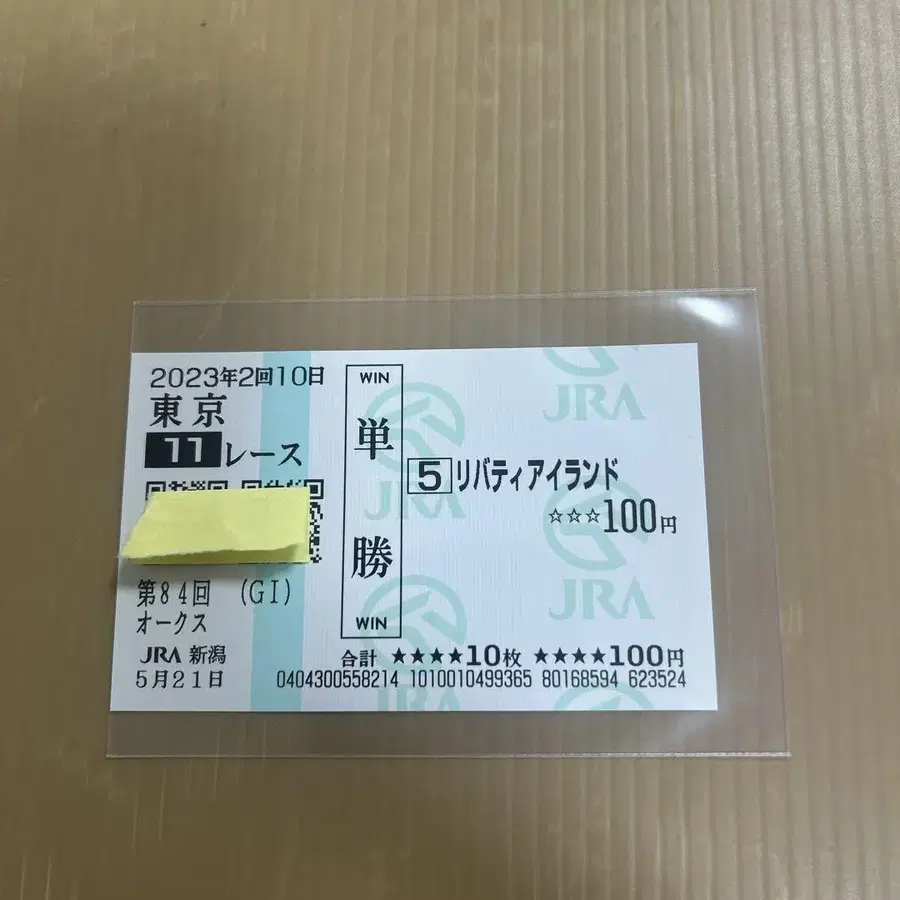 2023年2回10日
東京
11レース
第84回 (GI)
オークス
JRA 新潟
5月21日
WIN
単勝
WIN
5 リバティアイランド
☆☆☆100円
合計 ★★★★10枚 ★★★★100円
0404300558214 1010010499365 80168594 623524
JRA
JRA
JRA
JRA